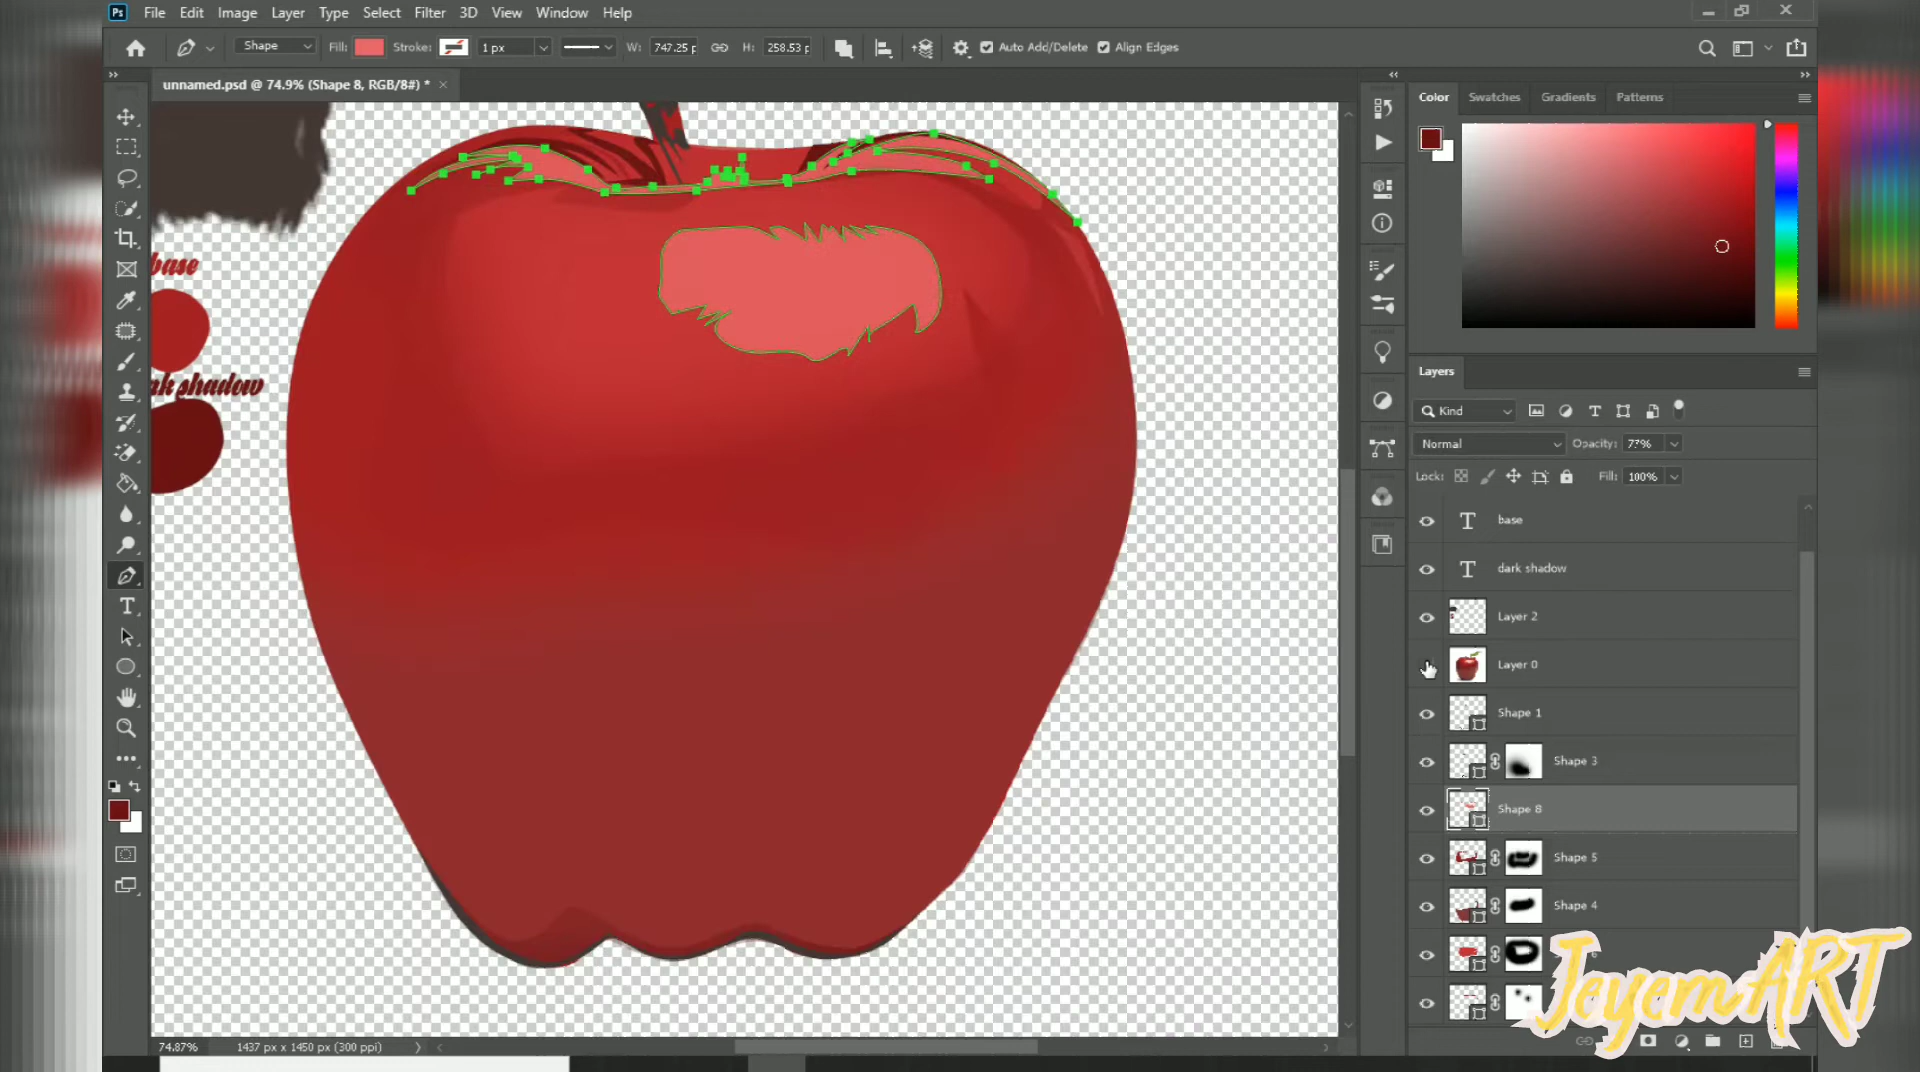 Ps File Edit Image Layer Type Select Filter 3D View Window Help
Shape Fill: Stroke: 1 px W: 747.25 p H: 258.53 p Auto Add/Delete Align Edges
unnamed.psd @ 74.9% (Shape 8, RGB/8#) * ×
Color Swatches Gradients Patterns
base
ak shadow
Layers
Kind
Normal Opacity: 77%
Lock: Fill: 100%
base
dark shadow
Layer 2
Layer 0
Shape 1
Shape 3
Shape 8
Shape 5
Shape 4
JeyemART
74.87% 1437 px x 1450 px (300 ppi)